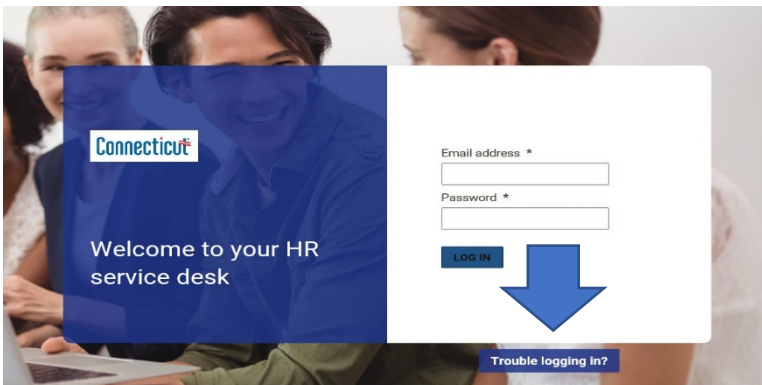 Connecticut
Welcome to your HR
service desk
Email address *
Password *
LOG IN
Trouble logging in?